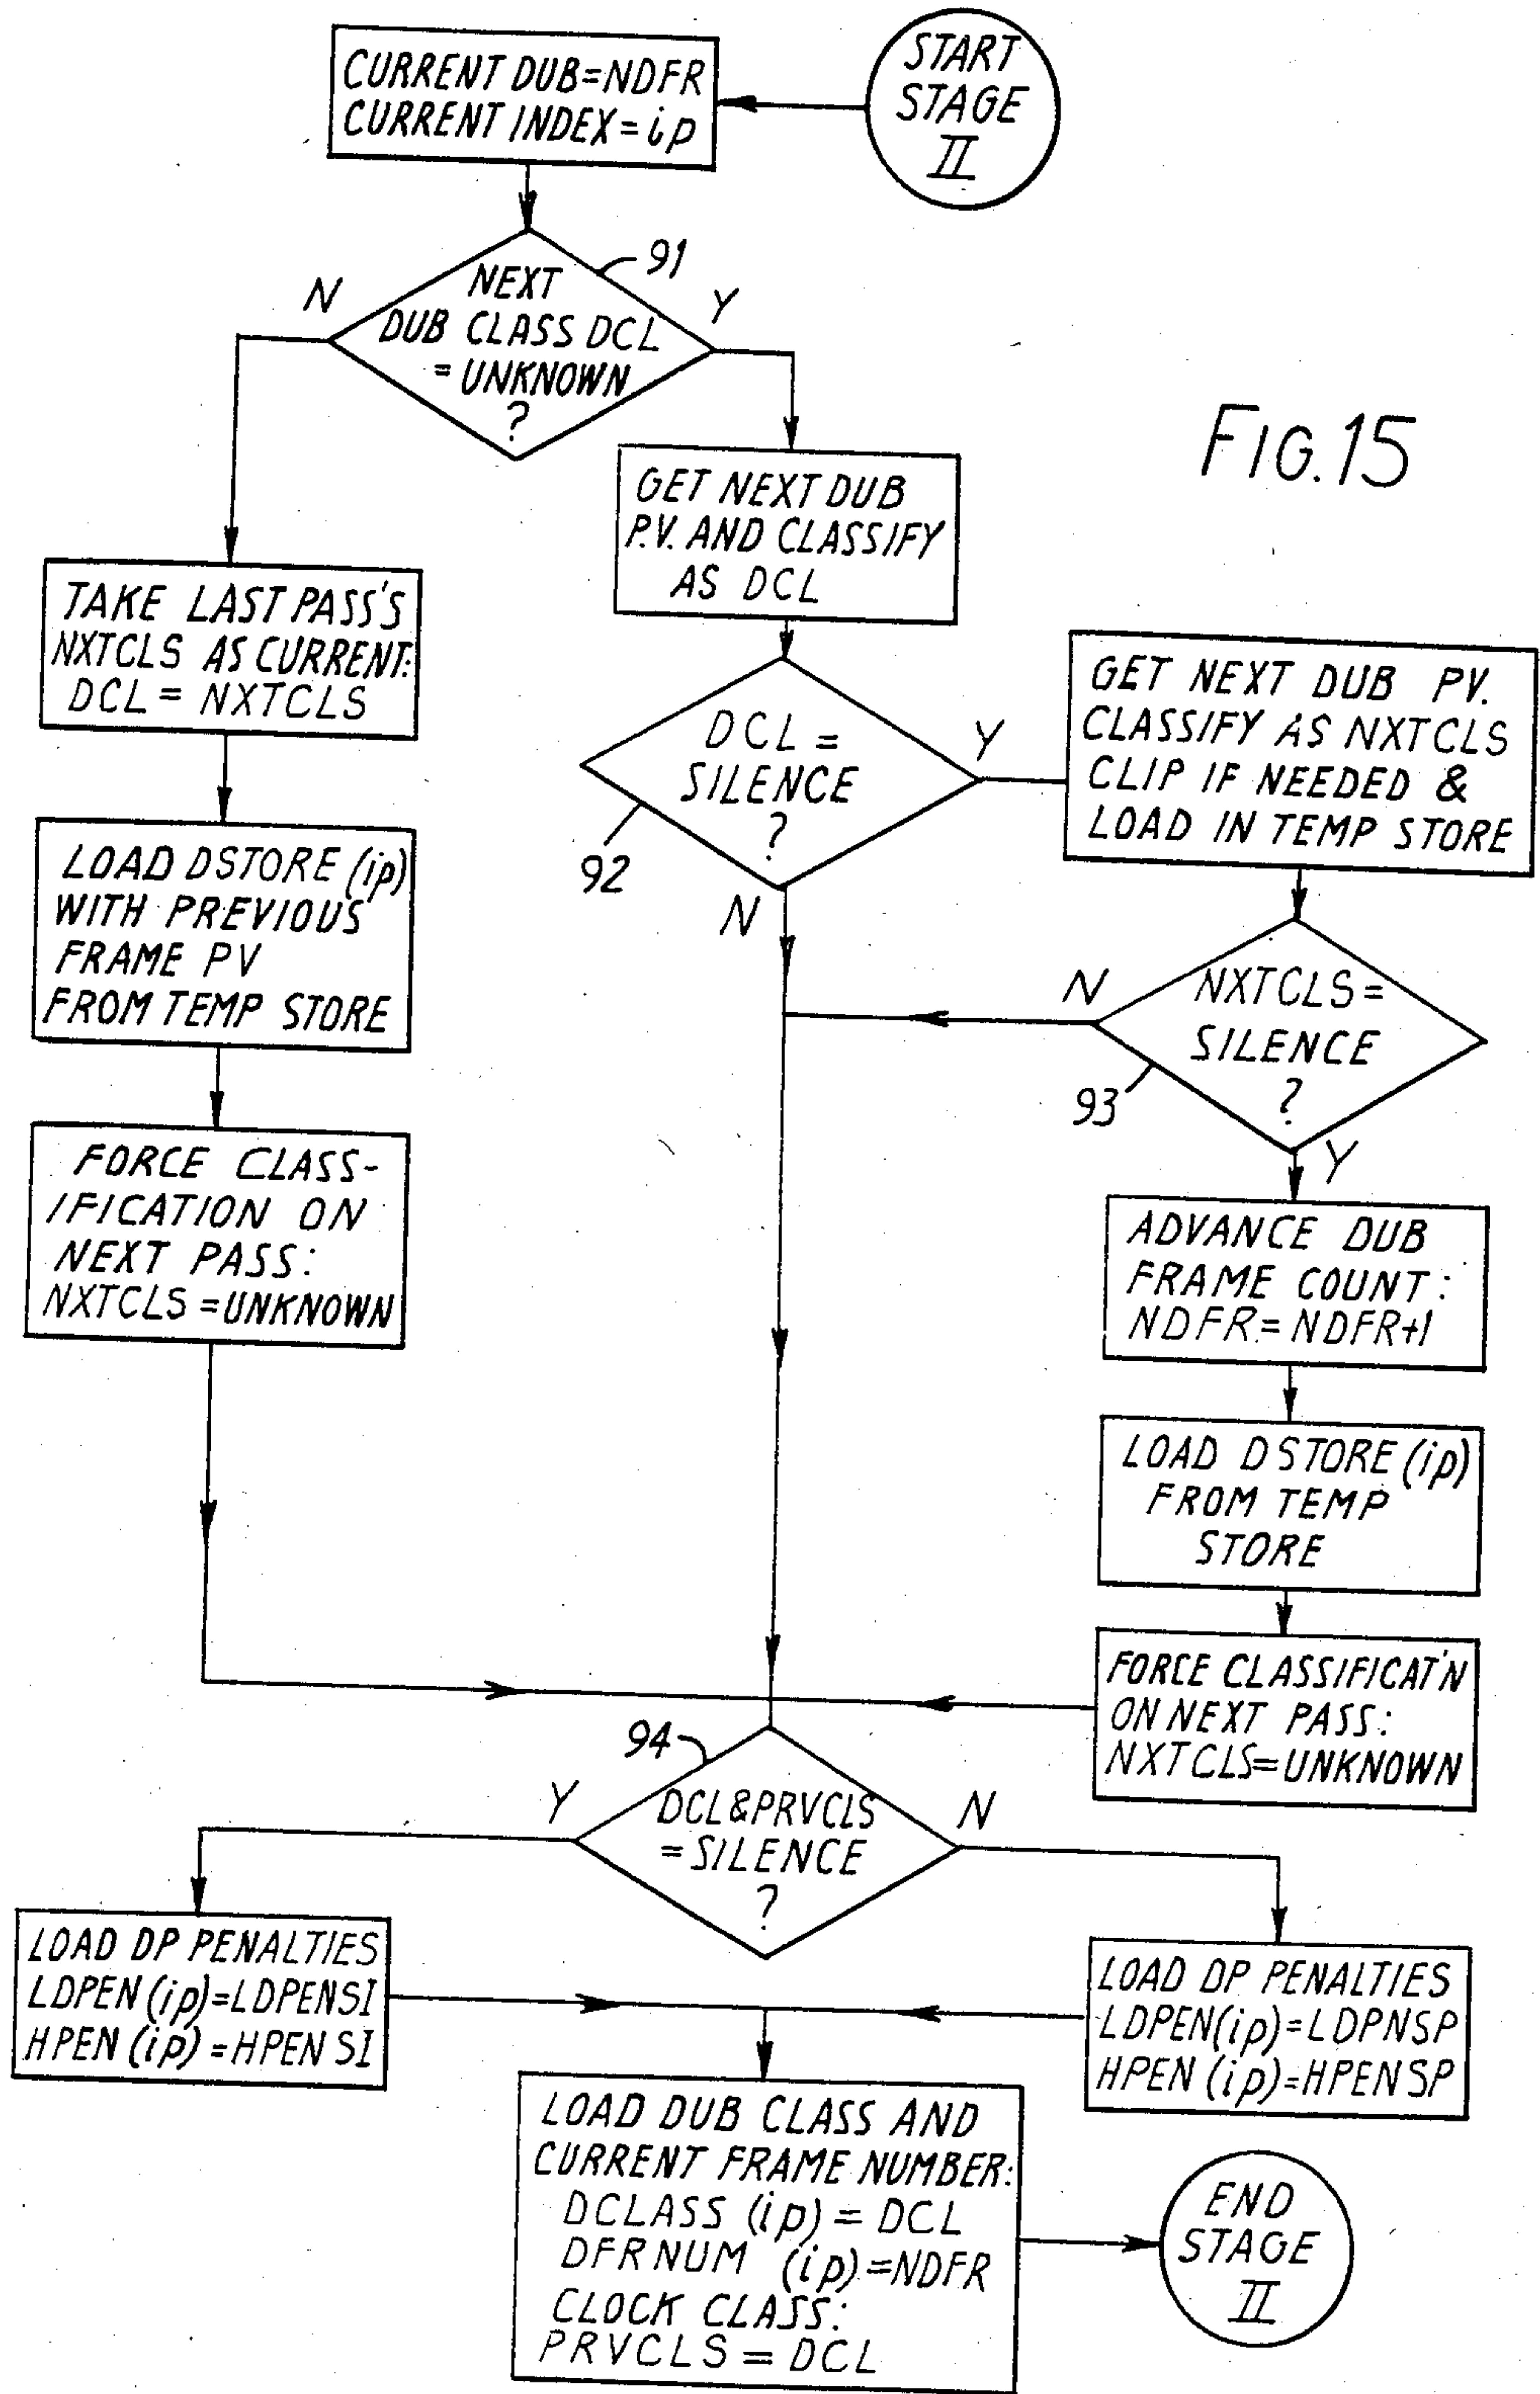 CURRENT DUB=NDFR
CURRENT INDEX=ip
START
STAGE
II
91
N
NEXT
DUB CLASS DCL
=UNKNOWN
?
Y
FIG.15
GET NEXT DUB
P.V. AND CLASSIFY
AS DCL
TAKE LAST PASS'S
NXTCLS AS CURRENT:
DCL = NXTCLS
DCL =
SILENCE
?
Y
92
N
GET NEXT DUB PV.
CLASSIFY AS NXTCLS
CLIP IF NEEDED &
LOAD IN TEMP STORE
LOAD DSTORE (ip)
WITH PREVIOUS
FRAME PV
FROM TEMP STORE
N
NXTCLS =
SILENCE
?
93
Y
FORCE CLASS-
IFICATION ON
NEXT PASS:
NXTCLS =UNKNOWN
ADVANCE DUB
FRAME COUNT:
NDFR=NDFR+1
LOAD DSTORE (ip)
FROM TEMP
STORE
FORCE CLASSIFICAT'N
ON NEXT PASS:
NXTCLS=UNKNOWN
94
Y
DCL&PRVCLS
=SILENCE
?
N
LOAD DP PENALTIES
LDPEN(ip)=LDPENSI
HPEN(ip)=HPENSI
LOAD DP PENALTIES
LDPEN(ip)=LDPNSP
HPEN(ip)=HPENSP
LOAD DUB CLASS AND
CURRENT FRAME NUMBER:
DCLASS (ip) = DCL
DFRNUM (ip)=NDFR
CLOCK CLASS:
PRVCLS = DCL
END
STAGE
II